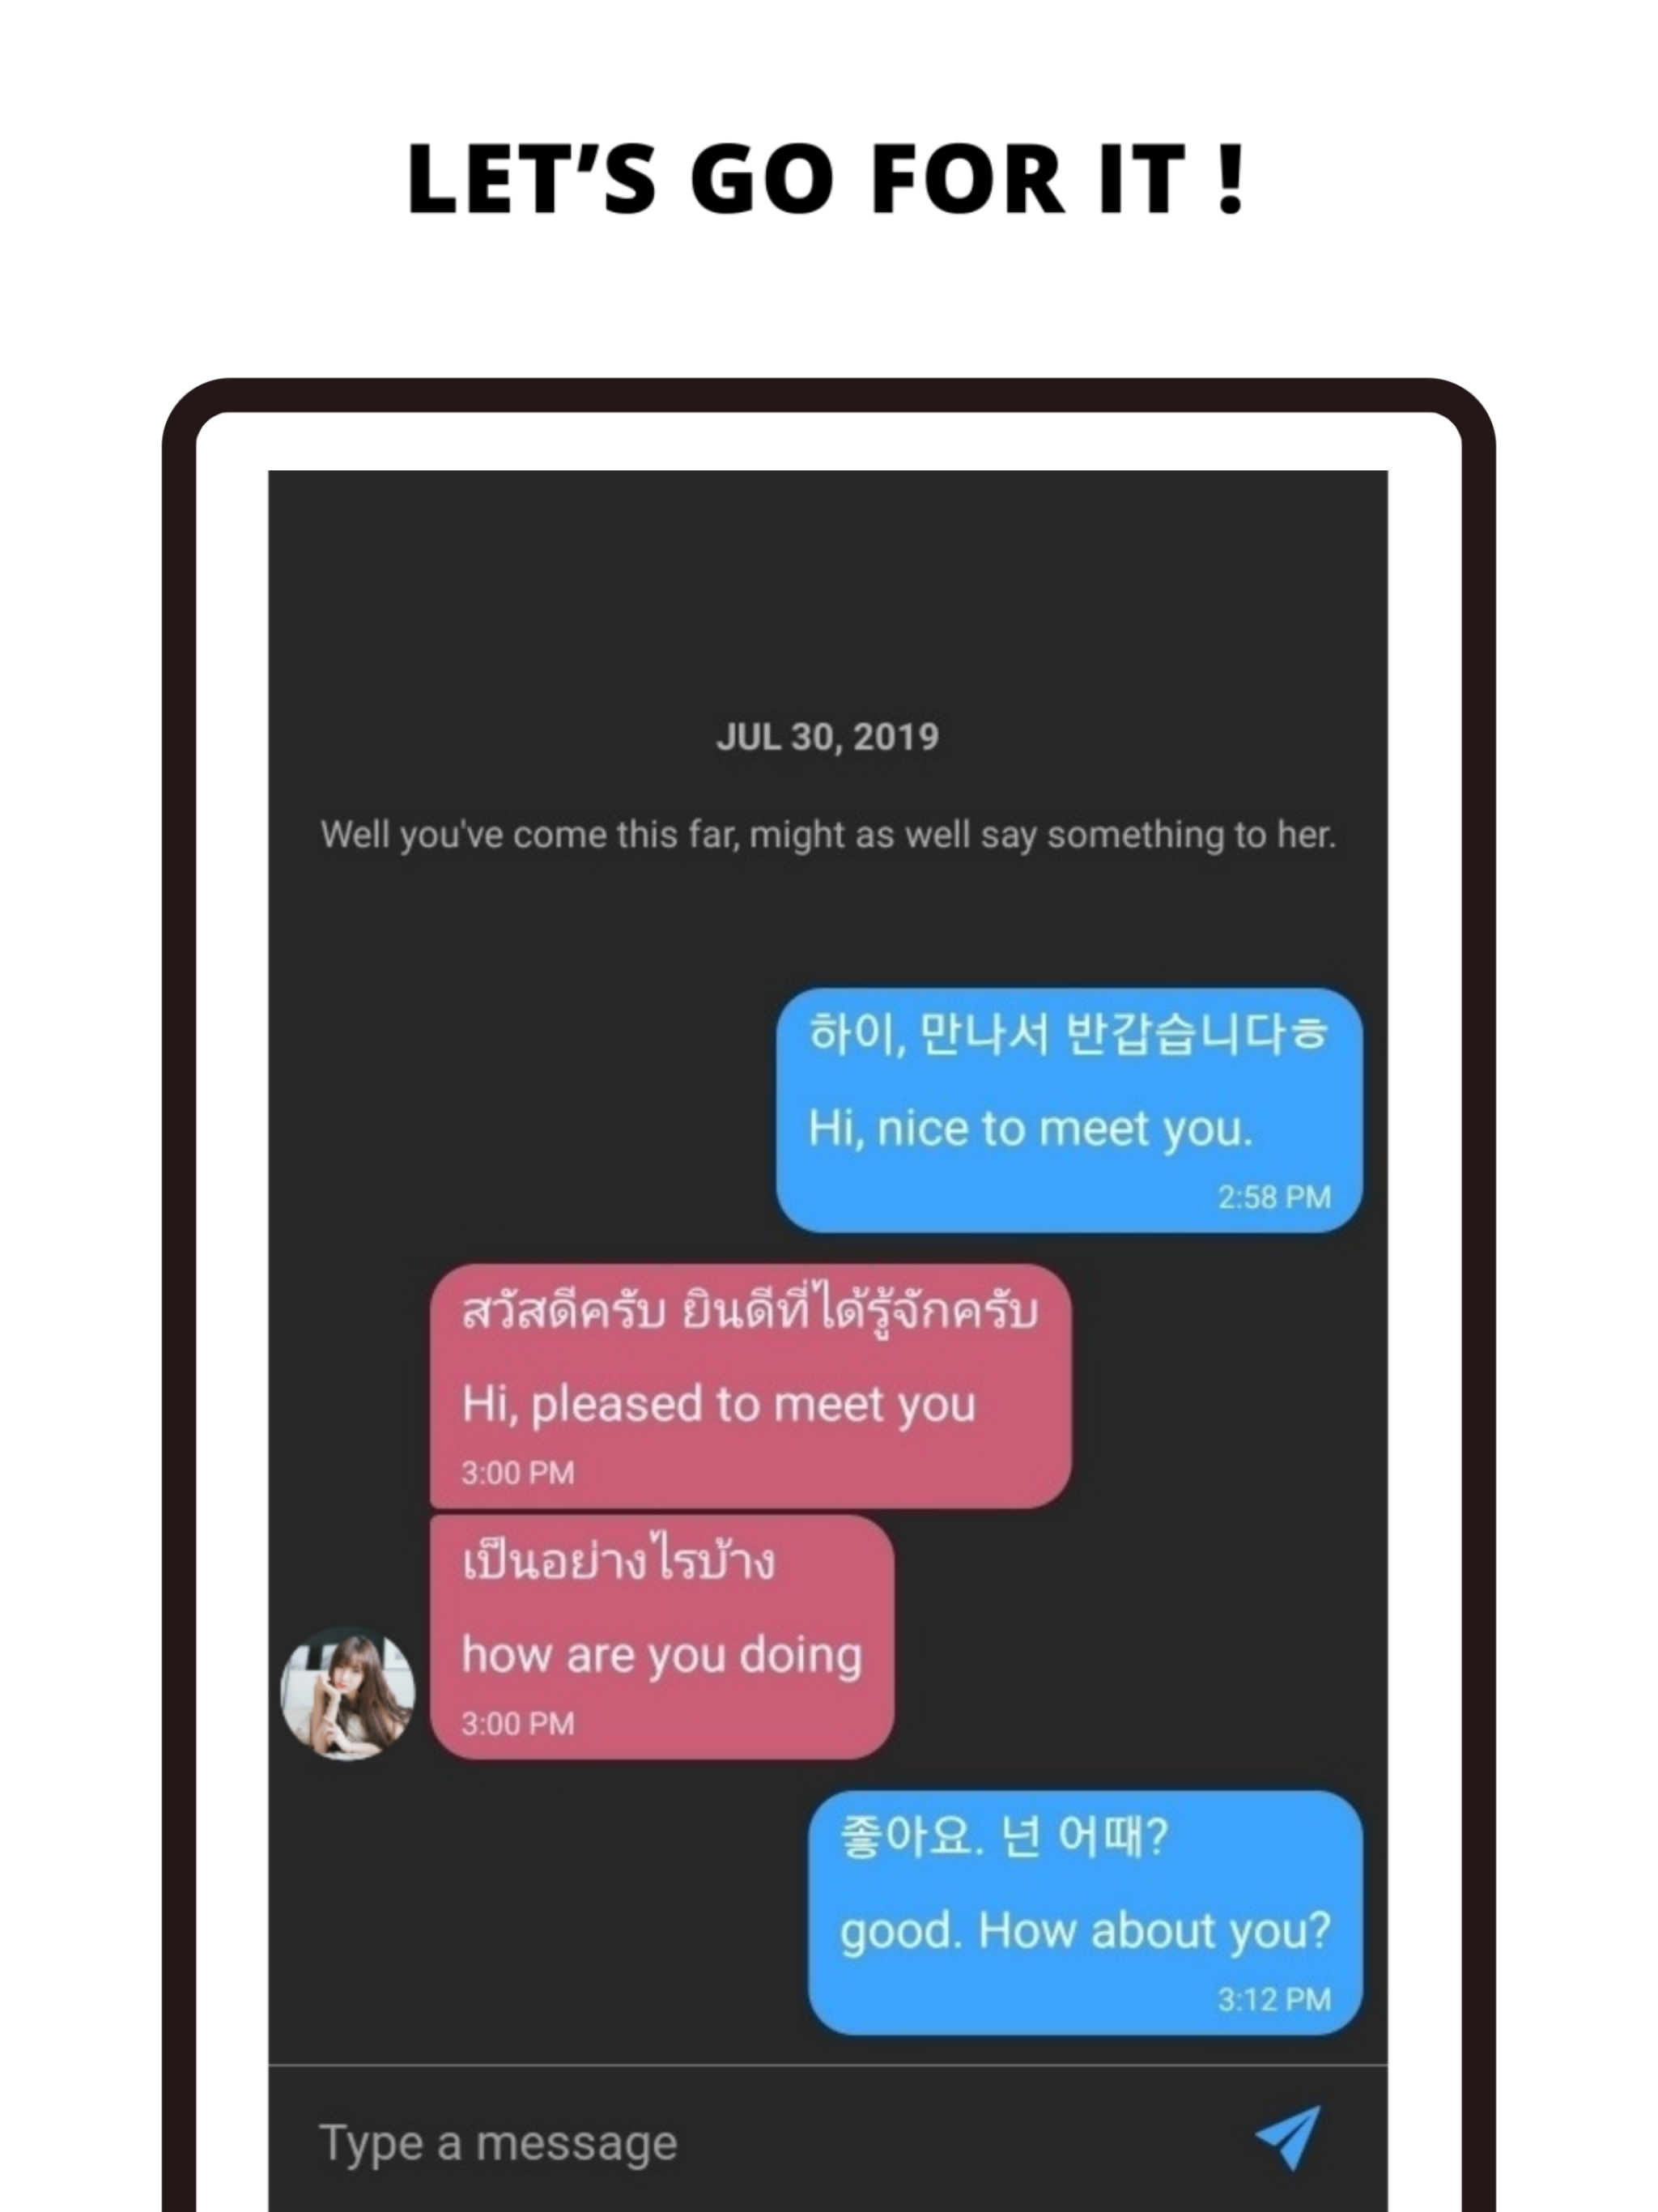 LET’S GO FOR IT !
JUL 30, 2019
Well you've come this far, might as well say something to her.
하이, 만나서 반갑습니다ㅎ
Hi, nice to meet you.
2:58 PM
สวัสดีครับ ยินดีที่ได้รู้จักครับ
Hi, pleased to meet you
3:00 PM
เป็นอย่างไรบ้าง
how are you doing
3:00 PM
좋아요. 넌 어때?
good. How about you?
3:12 PM
Type a message